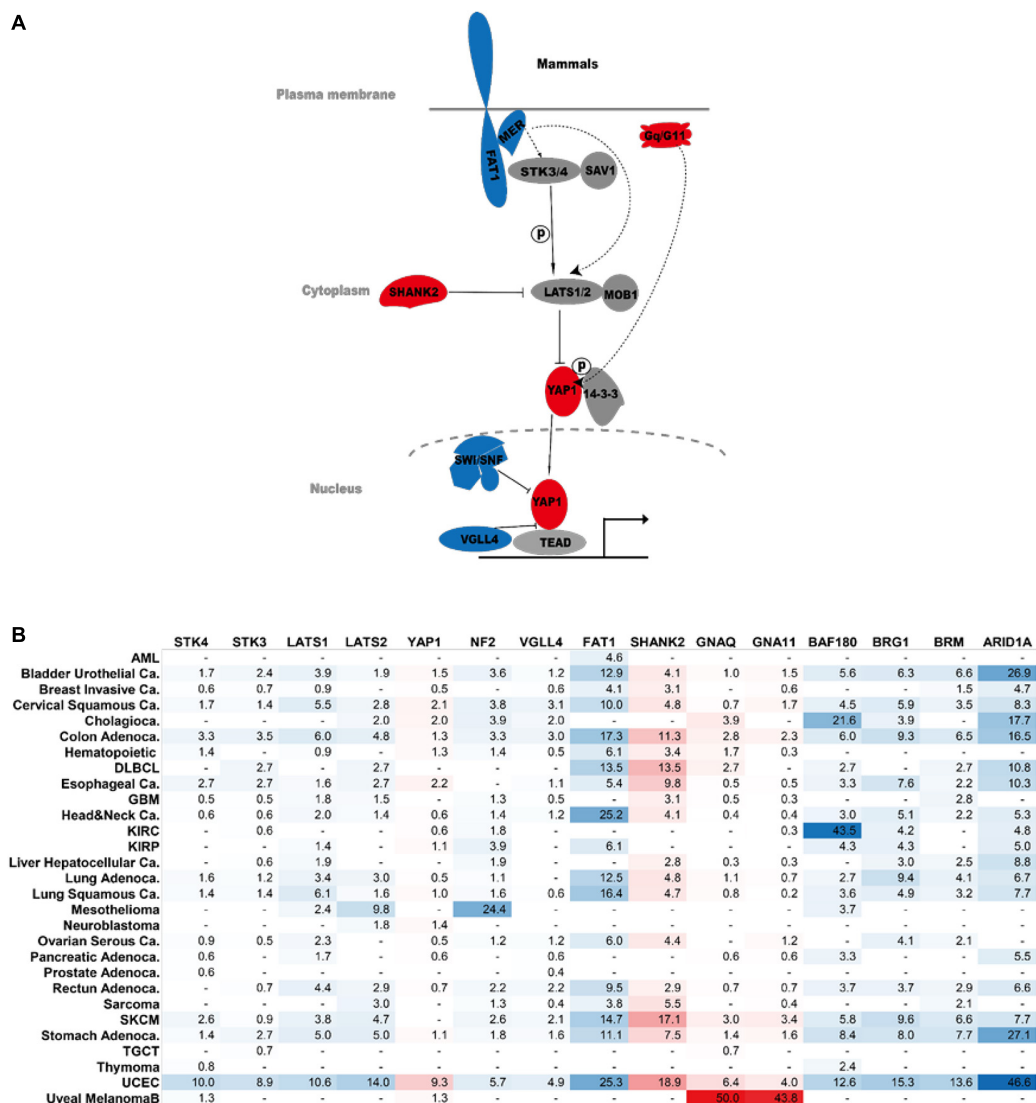 A
Mammals
Plasma membrane
MER
Gq/G11
FAT1
STK3/4
SAV1
P
Cytoplasm
SHANK2
LATS1/2
MOB1
P
YAP1
14-3-3
SWI/SNF
Nucleus
YAP1
VGLL4
TEAD
B
STK4 STK3 LATS1 LATS2 YAP1 NF2 VGLL4 FAT1 SHANK2 GNAQ GNA11 BAF180 BRG1 BRM ARID1A
AML - - - - - - - 4.6 - - - - - - -
Bladder Urothelial Ca. 1.7 2.4 3.9 1.9 1.5 3.6 1.2 12.9 4.1 1.0 1.5 5.6 6.3 6.6 26.9
Breast Invasive Ca. 0.6 0.7 0.9 - 0.5 - 0.6 4.1 3.1 - 0.6 - - 1.5 4.7
Cervical Squamous Ca. 1.7 1.4 5.5 2.8 2.1 3.8 3.1 10.0 4.8 0.7 1.7 4.5 5.9 3.5 8.3
Cholagioca. - - - 2.0 2.0 3.9 2.0 - - 3.9 - 21.6 3.9 - 17.7
Colon Adenoca. 3.3 3.5 6.0 4.8 1.3 3.3 3.0 17.3 11.3 2.8 2.3 6.0 9.3 6.5 16.5
Hematopoietic 1.4 - 0.9 - 1.3 1.4 0.5 6.1 3.4 1.7 0.3 - - - -
DLBCL - 2.7 - 2.7 - - - 13.5 13.5 2.7 - 2.7 - 2.7 10.8
Esophageal Ca. 2.7 2.7 1.6 2.7 2.2 - 1.1 5.4 9.8 0.5 0.5 3.3 7.6 2.2 10.3
GBM 0.5 0.5 1.8 1.5 - 1.3 0.5 - 3.1 0.5 0.3 - - 2.8 -
Head&Neck Ca. 0.6 0.6 2.0 1.4 0.6 1.4 1.2 25.2 4.1 0.4 0.4 3.0 5.1 2.2 5.3
KIRC - 0.6 - - 0.6 1.8 - - - - 0.3 43.5 4.2 - 4.8
KIRP - - 1.4 - 1.1 3.9 - 6.1 - - - 4.3 4.3 - 5.0
Liver Hepatocellular Ca. - 0.6 1.9 - - 1.9 - - 2.8 0.3 0.3 - 3.0 2.5 8.8
Lung Adenoca. 1.6 1.2 3.4 3.0 0.5 1.1 - 12.5 4.8 1.1 0.7 2.7 9.4 4.1 6.7
Lung Squamous Ca. 1.4 1.4 6.1 1.6 1.0 1.6 0.6 16.4 4.7 0.8 0.2 3.6 4.9 3.2 7.7
Mesothelioma - - 2.4 9.8 - 24.4 - - - - - 3.7 - - -
Neuroblastoma - - - 1.8 1.4 - - - - - - - - - -
Ovarian Serous Ca. 0.9 0.5 2.3 - 0.5 1.2 1.2 6.0 4.4 - 1.2 - 4.1 2.1 -
Pancreatic Adenoca. 0.6 - 1.7 - 0.6 - 0.6 - - 0.6 0.6 3.3 - - 5.5
Prostate Adenoca. 0.6 - - - - - 0.4 - - - - - - - -
Rectun Adenoca. - 0.7 4.4 2.9 0.7 2.2 2.2 9.5 2.9 0.7 0.7 3.7 3.7 2.9 6.6
Sarcoma - - - 3.0 - 1.3 0.4 3.8 5.5 - 0.4 - - 2.1 -
SKCM 2.6 0.9 3.8 4.7 - 2.6 2.1 14.7 17.1 3.0 3.4 5.8 9.6 6.6 7.7
Stomach Adenoca. 1.4 2.7 5.0 5.0 1.1 1.8 1.6 11.1 7.5 1.4 1.6 8.4 8.0 7.7 27.1
TGCT - 0.7 - - - - - - - 0.7 - - - - -
Thymoma 0.8 - - - - - - - - - - 2.4 - - -
UCEC 10.0 8.9 10.6 14.0 9.3 5.7 4.9 25.3 18.9 6.4 4.0 12.6 15.3 13.6 46.6
Uveal MelanomaB 1.3 - - - 1.3 - - - - 50.0 43.8 - - - -